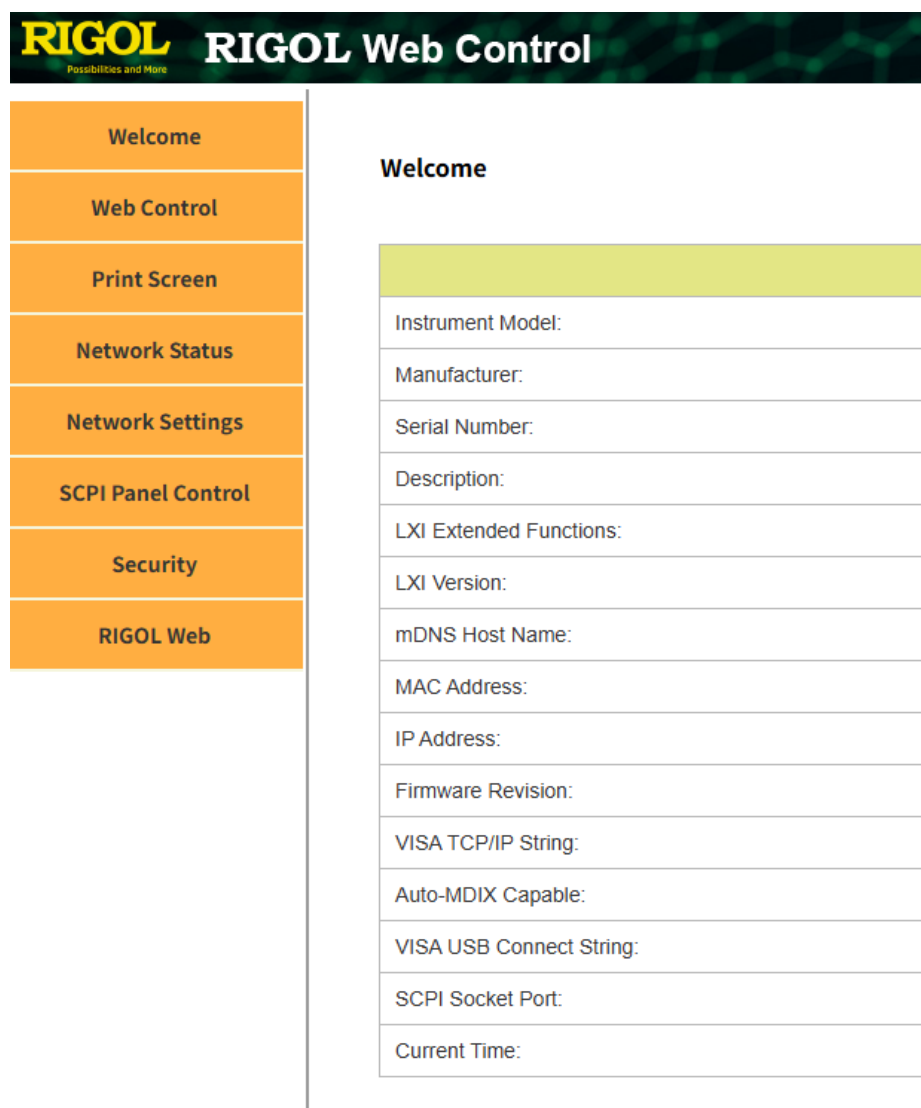 RIGOL
Possibilities and More
RIGOL Web Control
Welcome
Web Control
Print Screen
Network Status
Network Settings
SCPI Panel Control
Security
RIGOL Web
Welcome
Instrument Model:
Manufacturer:
Serial Number:
Description:
LXI Extended Functions:
LXI Version:
mDNS Host Name:
MAC Address:
IP Address:
Firmware Revision:
VISA TCP/IP String:
Auto-MDIX Capable:
VISA USB Connect String:
SCPI Socket Port:
Current Time: